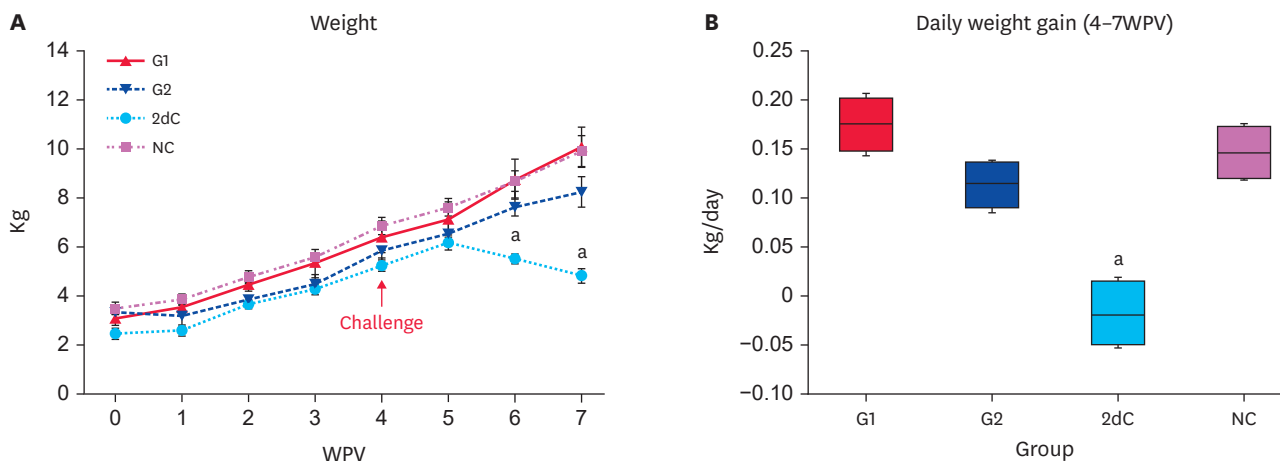 A
Weight
14
12
10
8
6
4
2
0
Kg
G1
G2
2dC
NC
a
a
Challenge
0 1 2 3 4 5 6 7
WPV
B
Daily weight gain (4–7WPV)
0.25
0.20
0.15
0.10
0.05
0
−0.05
−0.10
Kg/day
a
G1 G2 2dC NC
Group